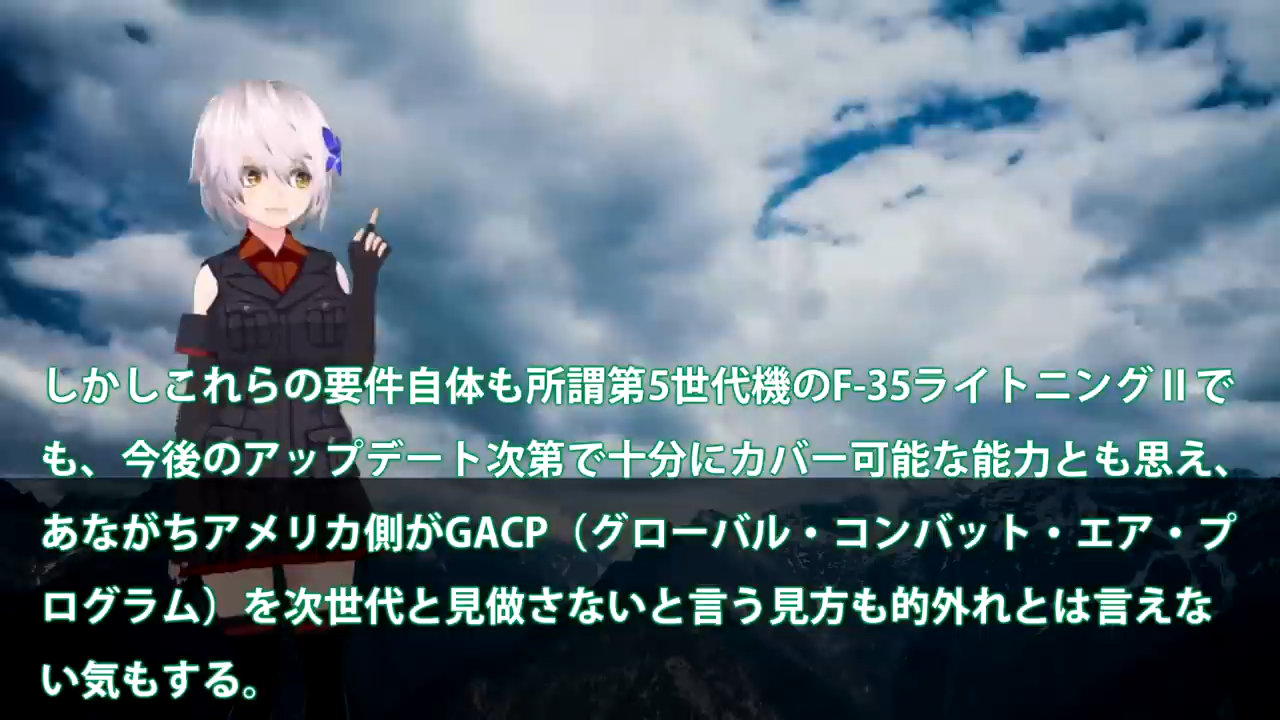 しかしこれらの要件自体も所謂第5世代機のF-35ライトニングⅡで
も、今後のアップデート次第で十分にカバー可能な能力とも思え、
あながちアメリカ側がGACP（グローバル・コンバット・エア・プ
ログラム）を次世代と見做さないと言う見方も的外れとは言えな
い気もする。